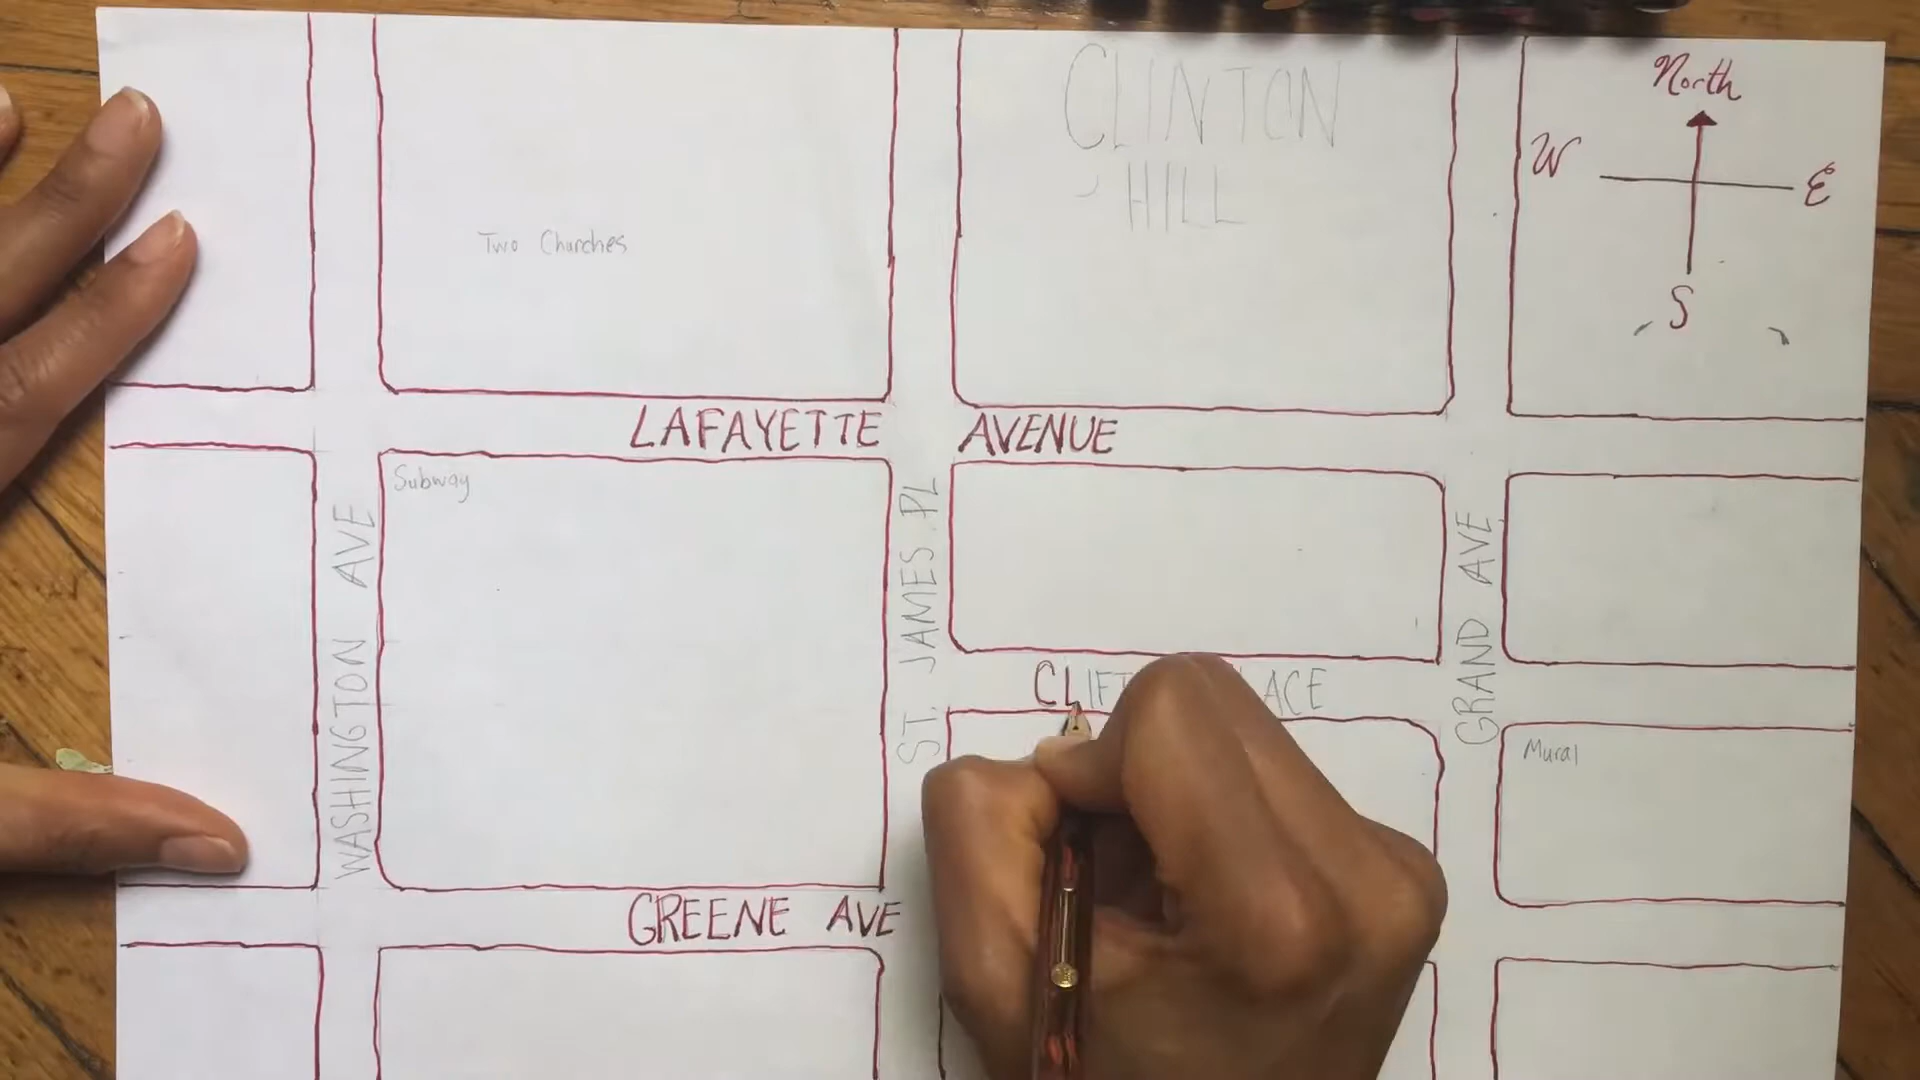 CLINTON
HILL
North
W
E
S
Two Churches
LAFAYETTE AVENUE
Subway
WASHINGTON AVE
ST. JAMES PL
GRAND AVE
Mural
GREENE AVE